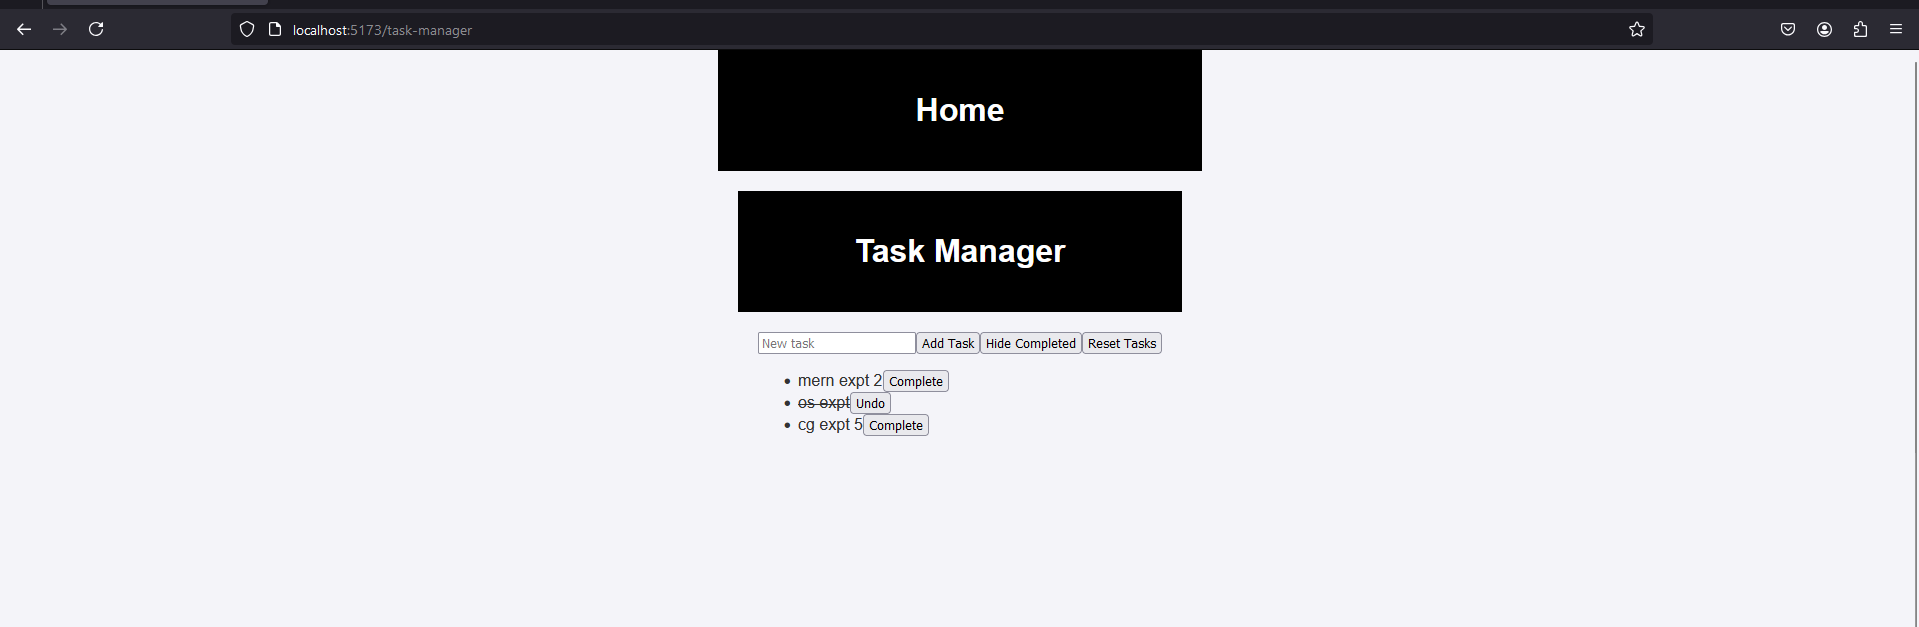 localhost:5173/task-manager
Home
Task Manager
New task Add Task Hide Completed Reset Tasks
mern expt 2 Complete
os expt Undo
cg expt 5 Complete